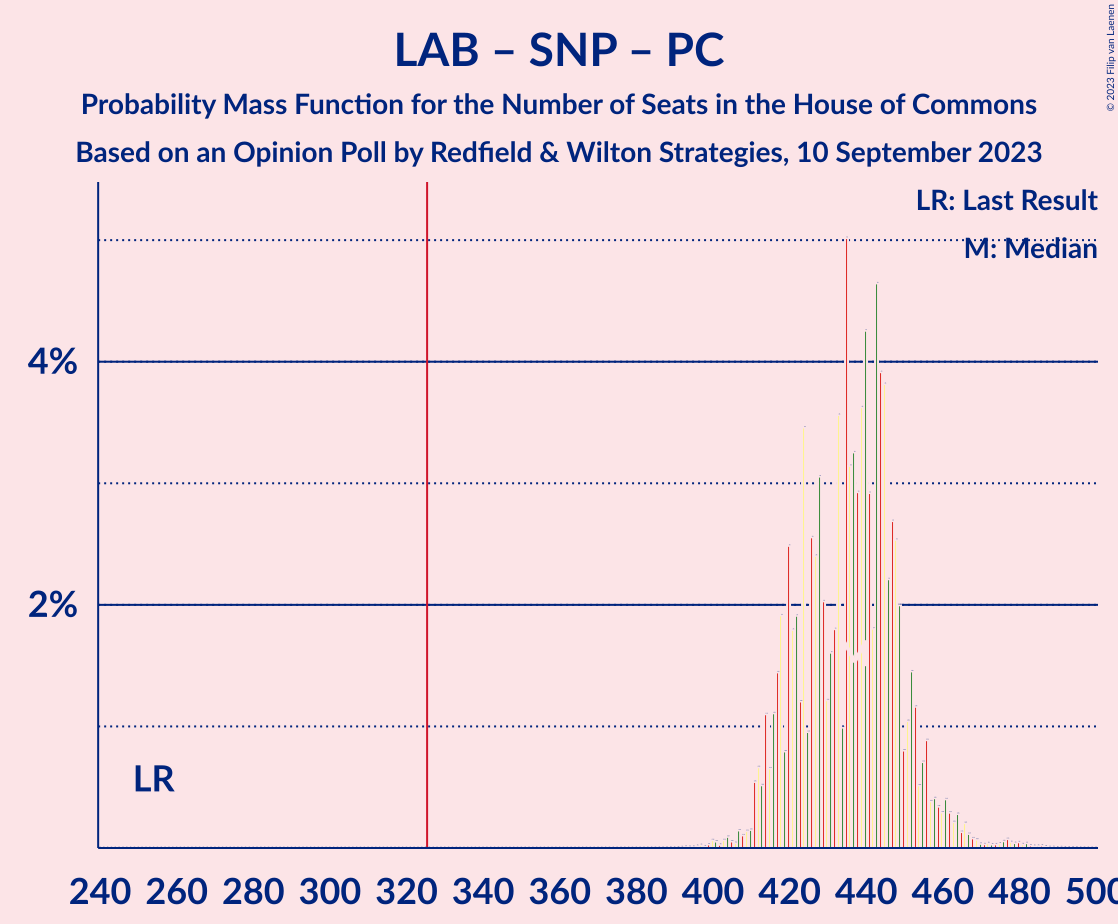 LAB – SNP – PC
Probability Mass Function for the Number of Seats in the House of Commons
Based on an Opinion Poll by Redfield & Wilton Strategies, 10 September 2023
© 2023 Filip van Laenen
LR: Last Result
M: Median
4%
2%
LR
240 260 280 300 320 340 360 380 400 420 440 460 480 500